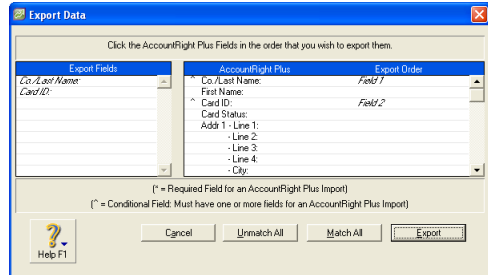 Export Data
Click the AccountRight Plus Fields in the order that you wish to export them.
Export Fields
Co./Last Name:
Card ID:
AccountRight Plus Export Order
^ Co./Last Name: Field 1
First Name:
^ Card ID: Field 2
Card Status:
Addr 1 - Line 1:
- Line 2:
- Line 3:
- Line 4:
- City:
(* = Required Field for an AccountRight Plus Import)
(^ = Conditional Field: Must have one or more fields for an AccountRight Plus Import)
Help F1
Cancel Unmatch All Match All Export